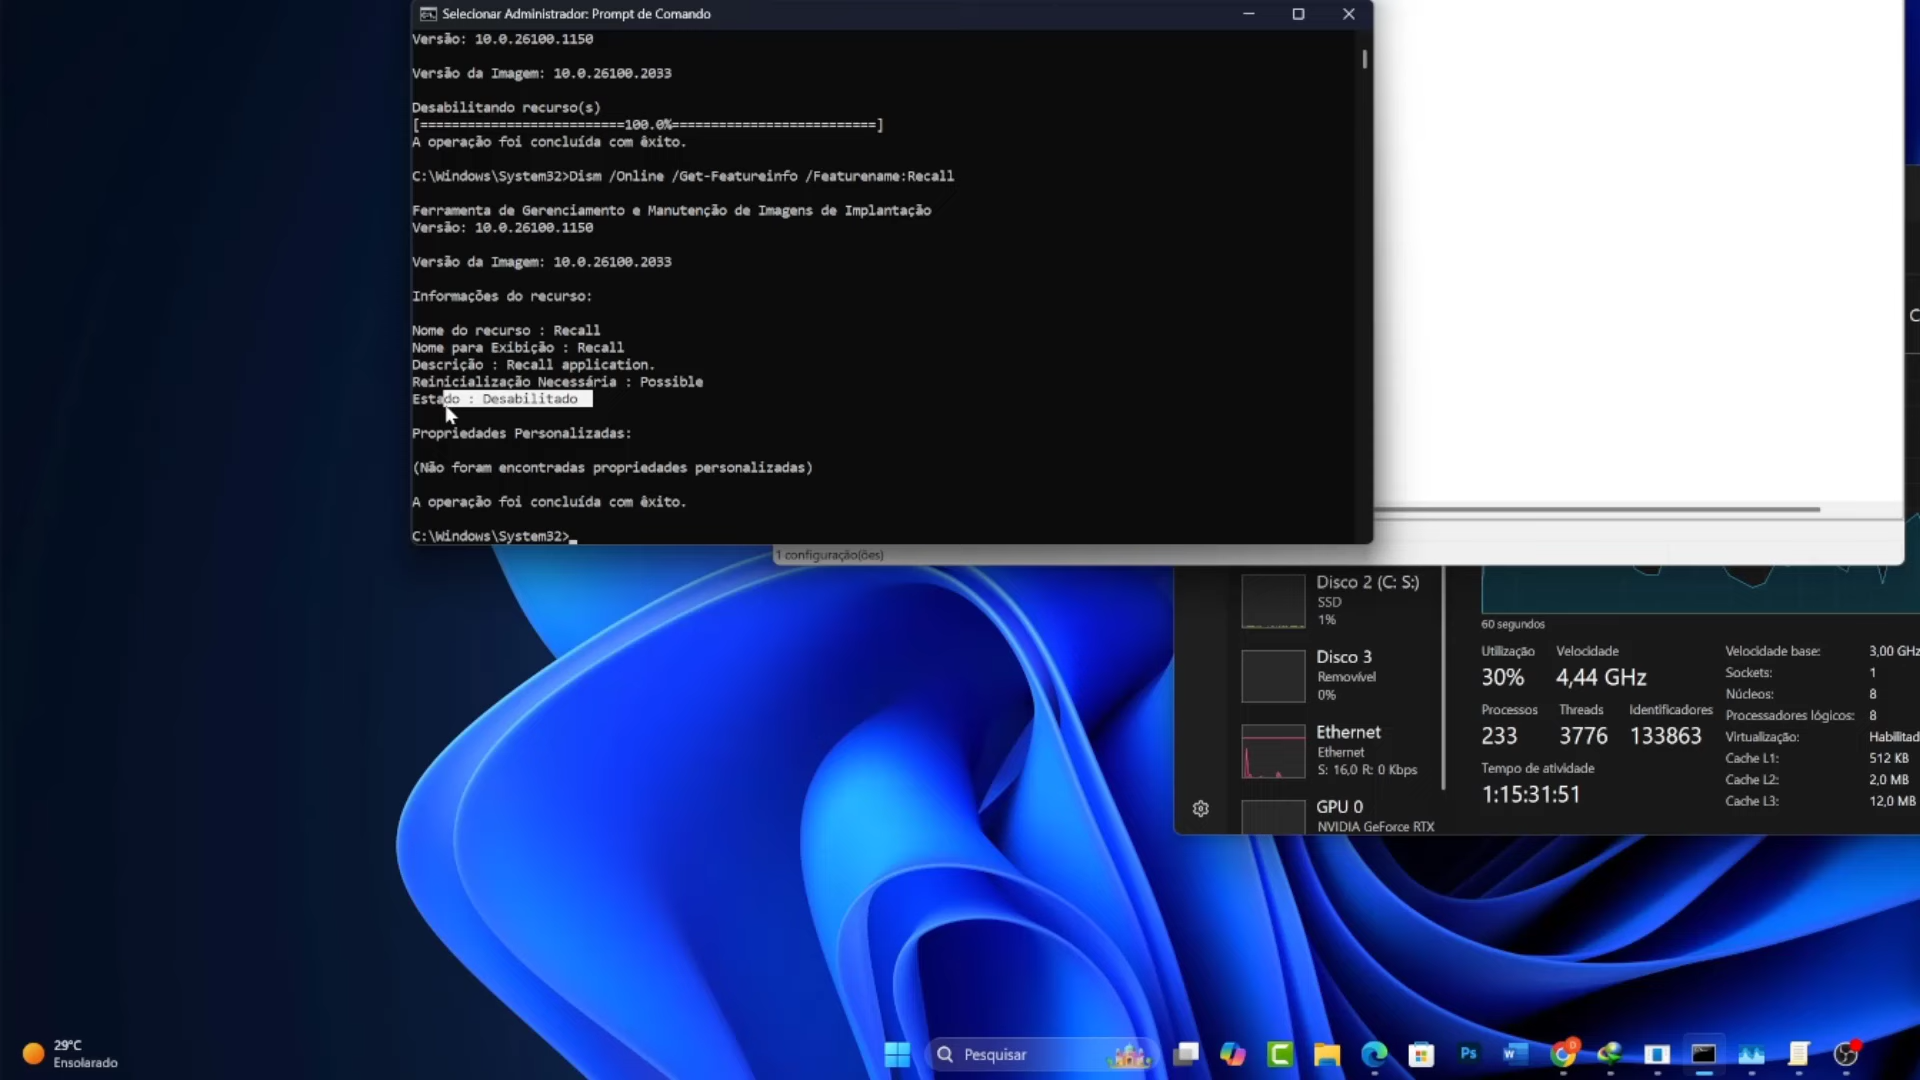 Selecionar Administrador: Prompt de Comando
Versão: 10.0.26100.1150
Versão da Imagem: 10.0.26100.2033
Desabilitando recurso(s)
[==========================100.0%==========================]
A operação foi concluída com êxito.
C:\Windows\System32>Dism /Online /Get-Featureinfo /Featurename:Recall
Ferramenta de Gerenciamento e Manutenção de Imagens de Implantação
Versão: 10.0.26100.1150
Versão da Imagem: 10.0.26100.2033
Informações do recurso:
Nome do recurso : Recall
Nome para Exibição : Recall
Descrição : Recall application.
Reinicialização Necessária : Possible
Estado : Desabilitado
Propriedades Personalizadas:
(Não foram encontradas propriedades personalizadas)
A operação foi concluída com êxito.
C:\Windows\System32>
1 configuração(ões)
Disco 2 (C: S:)
SSD
1%
Disco 3
Removível
0%
Ethernet
Ethernet
S: 16,0 R: 0 Kbps
GPU 0
NVIDIA GeForce RTX
60 segundos
Utilização Velocidade
30% 4,44 GHz
Processos Threads Identificadores
233 3776 133863
Tempo de atividade
1:15:31:51
Velocidade base: 3,00 GHz
Sockets: 1
Núcleos: 8
Processadores lógicos: 8
Virtualização: Habilitad
Cache L1: 512 KB
Cache L2: 2,0 MB
Cache L3: 12,0 MB
29°C
Ensolarado
Pesquisar
Ps